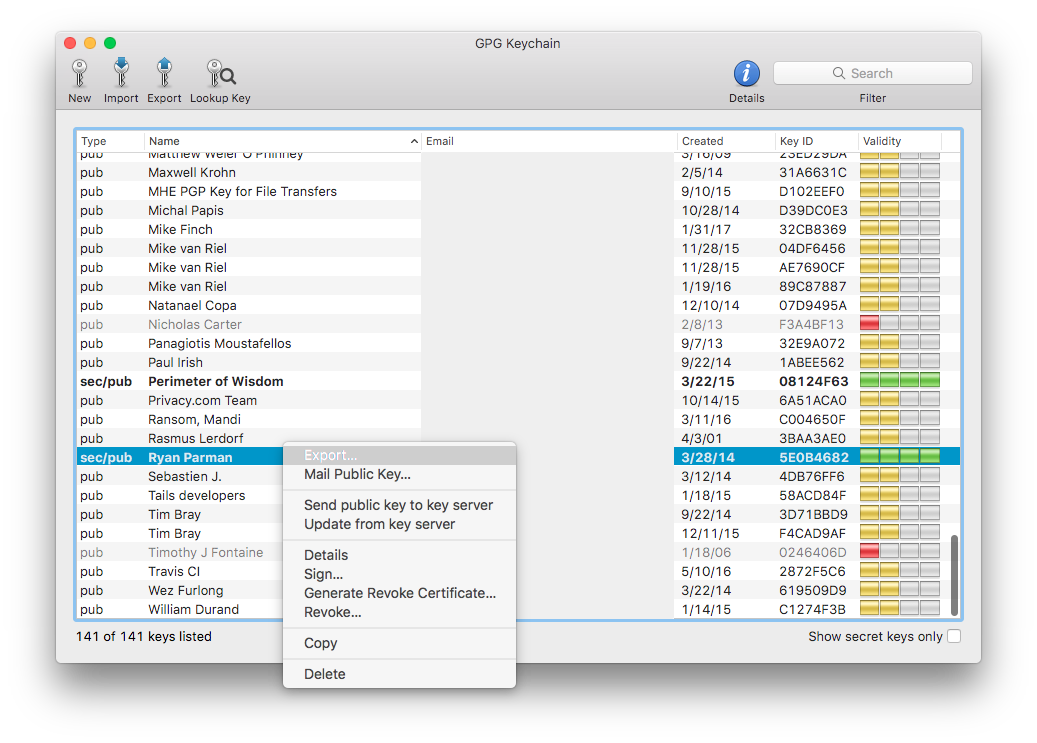 GPG Keychain
New Import Export Lookup Key Details Search Filter
Type Name Email Created Key ID Validity
pub Matthew Weier O'Phinney 3/16/09 23ED29DA
pub Maxwell Krohn 2/5/14 31A6631C
pub MHE PGP Key for File Transfers 9/10/15 D102EEF0
pub Michal Papis 10/28/14 D39DC0E3
pub Mike Finch 1/31/17 32CB8369
pub Mike van Riel 11/28/15 04DF6456
pub Mike van Riel 11/28/15 AE7690CF
pub Mike van Riel 1/19/16 89C87887
pub Natanael Copa 12/10/14 07D9495A
pub Nicholas Carter 2/8/13 F3A4BF13
pub Panagiotis Moustafellos 9/7/13 32E9A072
pub Paul Irish 9/22/14 1ABEE562
sec/pub Perimeter of Wisdom 3/22/15 08124F63
pub Privacy.com Team 10/14/15 6A51ACA0
pub Ransom, Mandi 3/11/16 C004650F
pub Rasmus Lerdorf 4/3/01 3BAA3AE0
sec/pub Ryan Parman 3/28/14 5E0B4682
pub Sebastien J. 3/12/14 4DB76FF6
pub Tails developers 1/18/15 58ACD84F
pub Tim Bray 9/22/14 3D71BBD9
pub Tim Bray 12/11/15 F4CAD9AF
pub Timothy J Fontaine 1/18/06 0246406D
pub Travis CI 5/10/16 2872F5C6
pub Wez Furlong 3/22/14 619509D9
pub William Durand 1/14/15 C1274F3B
Export...
Mail Public Key...
Send public key to key server
Update from key server
Details
Sign...
Generate Revoke Certificate...
Revoke...
Copy
Delete
141 of 141 keys listed
Show secret keys only